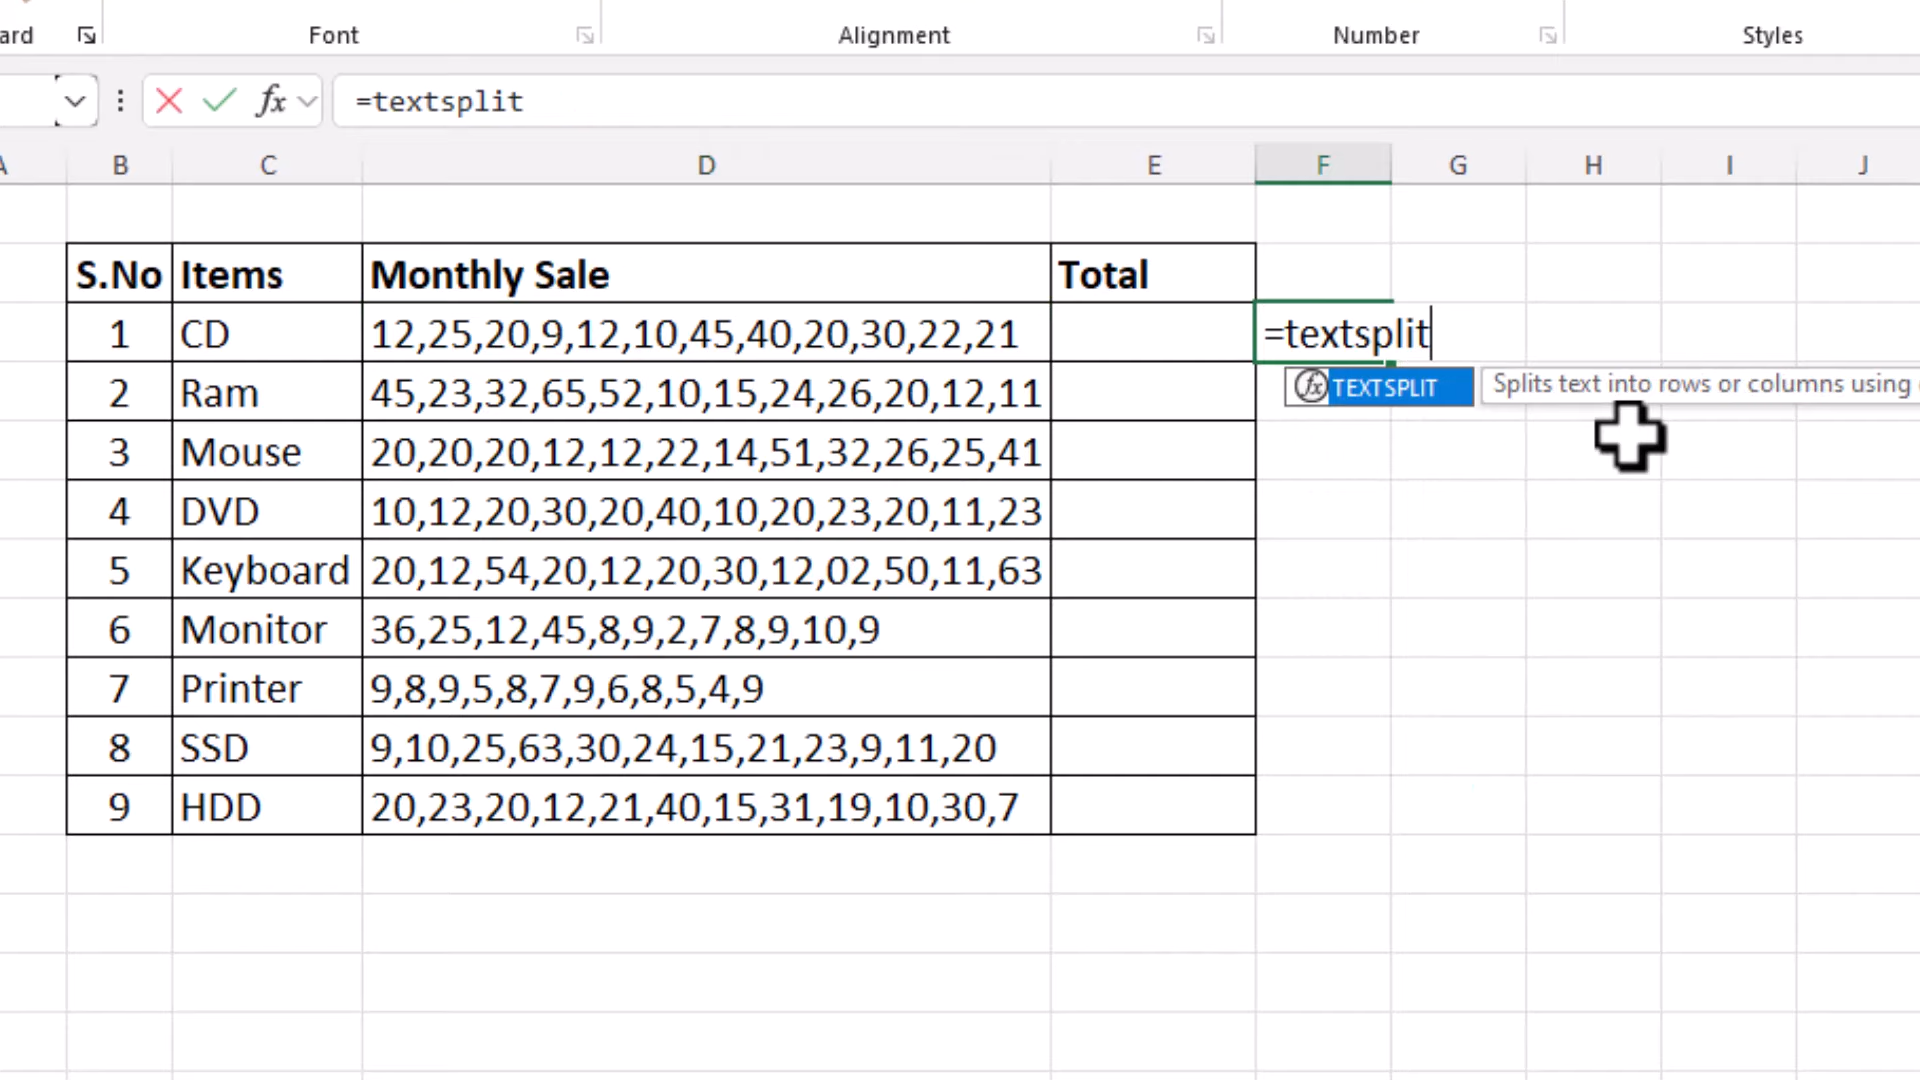 ard Font Alignment Number Styles
fx =textsplit
A B C D E F G H I J
S.No Items Monthly Sale Total
1 CD 12,25,20,9,12,10,45,40,20,30,22,21 =textsplit
2 Ram 45,23,32,65,52,10,15,24,26,20,12,11 fx TEXTSPLIT Splits text into rows or columns using
3 Mouse 20,20,20,12,12,22,14,51,32,26,25,41
4 DVD 10,12,20,30,20,40,10,20,23,20,11,23
5 Keyboard 20,12,54,20,12,20,30,12,02,50,11,63
6 Monitor 36,25,12,45,8,9,2,7,8,9,10,9
7 Printer 9,8,9,5,8,7,9,6,8,5,4,9
8 SSD 9,10,25,63,30,24,15,21,23,9,11,20
9 HDD 20,23,20,12,21,40,15,31,19,10,30,7